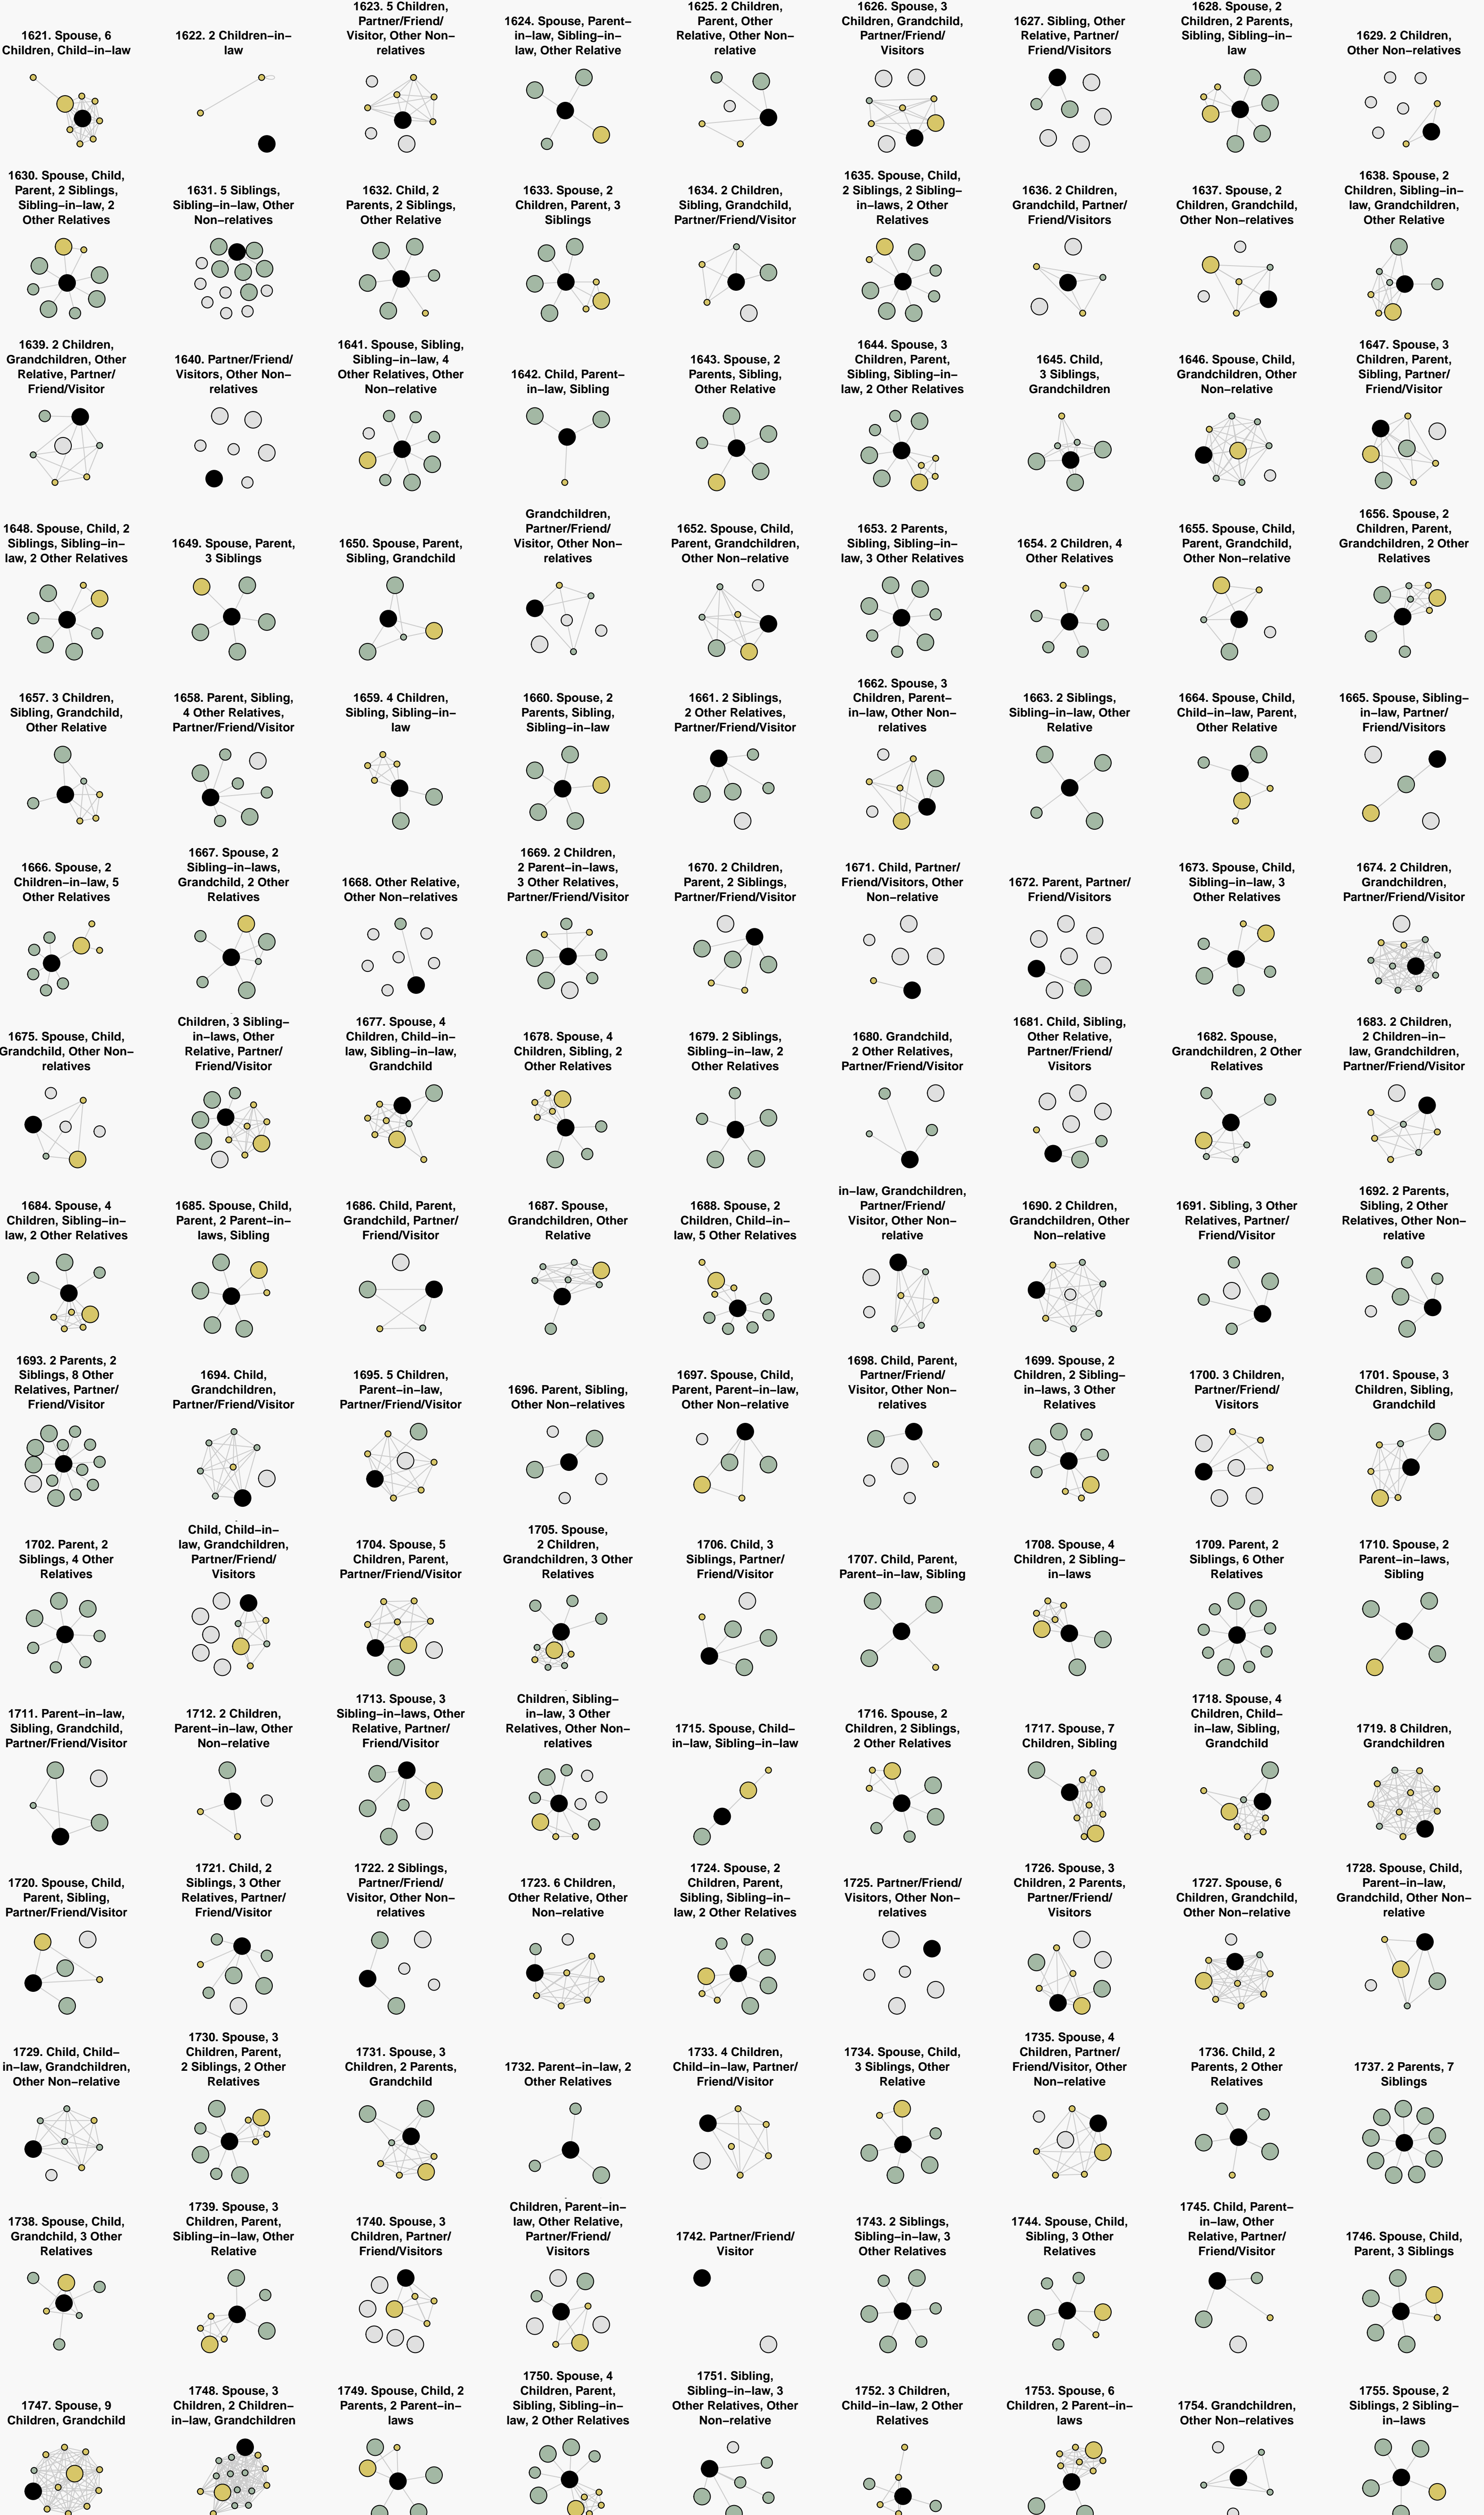 1621. Spouse, 6
Children, Child−in−law
1622. 2 Children−in−
law
1623. 5 Children,
Partner/Friend/
Visitor, Other Non−
relatives
1624. Spouse, Parent−
in−law, Sibling−in−
law, Other Relative
1625. 2 Children,
Parent, Other
Relative, Other Non−
relative
1626. Spouse, 3
Children, Grandchild,
Partner/Friend/
Visitors
1627. Sibling, Other
Relative, Partner/
Friend/Visitors
1628. Spouse, 2
Children, 2 Parents,
Sibling, Sibling−in−
law
1629. 2 Children,
Other Non−relatives
1630. Spouse, Child,
Parent, 2 Siblings,
Sibling−in−law, 2
Other Relatives
1631. 5 Siblings,
Sibling−in−law, Other
Non−relatives
1632. Child, 2
Parents, 2 Siblings,
Other Relative
1633. Spouse, 2
Children, Parent, 3
Siblings
1634. 2 Children,
Sibling, Grandchild,
Partner/Friend/Visitor
1635. Spouse, Child,
2 Siblings, 2 Sibling−
in−laws, 2 Other
Relatives
1636. 2 Children,
Grandchild, Partner/
Friend/Visitors
1637. Spouse, 2
Children, Grandchild,
Other Non−relatives
1638. Spouse, 2
Children, Sibling−in−
law, Grandchildren,
Other Relative
1639. 2 Children,
Grandchildren, Other
Relative, Partner/
Friend/Visitor
1640. Partner/Friend/
Visitors, Other Non−
relatives
1641. Spouse, Sibling,
Sibling−in−law, 4
Other Relatives, Other
Non−relative
1642. Child, Parent−
in−law, Sibling
1643. Spouse, 2
Parents, Sibling,
Other Relative
1644. Spouse, 3
Children, Parent,
Sibling, Sibling−in−
law, 2 Other Relatives
1645. Child,
3 Siblings,
Grandchildren
1646. Spouse, Child,
Grandchildren, Other
Non−relative
1647. Spouse, 3
Children, Parent,
Sibling, Partner/
Friend/Visitor
1648. Spouse, Child, 2
Siblings, Sibling−in−
law, 2 Other Relatives
1649. Spouse, Parent,
3 Siblings
1650. Spouse, Parent,
Sibling, Grandchild
Grandchildren,
Partner/Friend/
Visitor, Other Non−
relatives
1652. Spouse, Child,
Parent, Grandchildren,
Other Non−relative
1653. 2 Parents,
Sibling, Sibling−in−
law, 3 Other Relatives
1654. 2 Children, 4
Other Relatives
1655. Spouse, Child,
Parent, Grandchild,
Other Non−relative
1656. Spouse, 2
Children, Parent,
Grandchildren, 2 Other
Relatives
1657. 3 Children,
Sibling, Grandchild,
Other Relative
1658. Parent, Sibling,
4 Other Relatives,
Partner/Friend/Visitor
1659. 4 Children,
Sibling, Sibling−in−
law
1660. Spouse, 2
Parents, Sibling,
Sibling−in−law
1661. 2 Siblings,
2 Other Relatives,
Partner/Friend/Visitor
1662. Spouse, 3
Children, Parent−
in−law, Other Non−
relatives
1663. 2 Siblings,
Sibling−in−law, Other
Relative
1664. Spouse, Child,
Child−in−law, Parent,
Other Relative
1665. Spouse, Sibling−
in−law, Partner/
Friend/Visitors
1666. Spouse, 2
Children−in−law, 5
Other Relatives
1667. Spouse, 2
Sibling−in−laws,
Grandchild, 2 Other
Relatives
1668. Other Relative,
Other Non−relatives
1669. 2 Children,
2 Parent−in−laws,
3 Other Relatives,
Partner/Friend/Visitor
1670. 2 Children,
Parent, 2 Siblings,
Partner/Friend/Visitor
1671. Child, Partner/
Friend/Visitors, Other
Non−relative
1672. Parent, Partner/
Friend/Visitors
1673. Spouse, Child,
Sibling−in−law, 3
Other Relatives
1674. 2 Children,
Grandchildren,
Partner/Friend/Visitor
1675. Spouse, Child,
Grandchild, Other Non−
relatives
Children, 3 Sibling−
in−laws, Other
Relative, Partner/
Friend/Visitor
1677. Spouse, 4
Children, Child−in−
law, Sibling−in−law,
Grandchild
1678. Spouse, 4
Children, Sibling, 2
Other Relatives
1679. 2 Siblings,
Sibling−in−law, 2
Other Relatives
1680. Grandchild,
2 Other Relatives,
Partner/Friend/Visitor
1681. Child, Sibling,
Other Relative,
Partner/Friend/
Visitors
1682. Spouse,
Grandchildren, 2 Other
Relatives
1683. 2 Children,
2 Children−in−
law, Grandchildren,
Partner/Friend/Visitor
1684. Spouse, 4
Children, Sibling−in−
law, 2 Other Relatives
1685. Spouse, Child,
Parent, 2 Parent−in−
laws, Sibling
1686. Child, Parent,
Grandchild, Partner/
Friend/Visitor
1687. Spouse,
Grandchildren, Other
Relative
1688. Spouse, 2
Children, Child−in−
law, 5 Other Relatives
in−law, Grandchildren,
Partner/Friend/
Visitor, Other Non−
relative
1690. 2 Children,
Grandchildren, Other
Non−relative
1691. Sibling, 3 Other
Relatives, Partner/
Friend/Visitor
1692. 2 Parents,
Sibling, 2 Other
Relatives, Other Non−
relative
1693. 2 Parents, 2
Siblings, 8 Other
Relatives, Partner/
Friend/Visitor
1694. Child,
Grandchildren,
Partner/Friend/Visitor
1695. 5 Children,
Parent−in−law,
Partner/Friend/Visitor
1696. Parent, Sibling,
Other Non−relatives
1697. Spouse, Child,
Parent, Parent−in−law,
Other Non−relative
1698. Child, Parent,
Partner/Friend/
Visitor, Other Non−
relatives
1699. Spouse, 2
Children, 2 Sibling−
in−laws, 3 Other
Relatives
1700. 3 Children,
Partner/Friend/
Visitors
1701. Spouse, 3
Children, Sibling,
Grandchild
1702. Parent, 2
Siblings, 4 Other
Relatives
Child, Child−in−
law, Grandchildren,
Partner/Friend/
Visitors
1704. Spouse, 5
Children, Parent,
Partner/Friend/Visitor
1705. Spouse,
2 Children,
Grandchildren, 3 Other
Relatives
1706. Child, 3
Siblings, Partner/
Friend/Visitor
1707. Child, Parent,
Parent−in−law, Sibling
1708. Spouse, 4
Children, 2 Sibling−
in−laws
1709. Parent, 2
Siblings, 6 Other
Relatives
1710. Spouse, 2
Parent−in−laws,
Sibling
1711. Parent−in−law,
Sibling, Grandchild,
Partner/Friend/Visitor
1712. 2 Children,
Parent−in−law, Other
Non−relative
1713. Spouse, 3
Sibling−in−laws, Other
Relative, Partner/
Friend/Visitor
Children, Sibling−
in−law, 3 Other
Relatives, Other Non−
relatives
1715. Spouse, Child−
in−law, Sibling−in−law
1716. Spouse, 2
Children, 2 Siblings,
2 Other Relatives
1717. Spouse, 7
Children, Sibling
1718. Spouse, 4
Children, Child−
in−law, Sibling,
Grandchild
1719. 8 Children,
Grandchildren
1720. Spouse, Child,
Parent, Sibling,
Partner/Friend/Visitor
1721. Child, 2
Siblings, 3 Other
Relatives, Partner/
Friend/Visitor
1722. 2 Siblings,
Partner/Friend/
Visitor, Other Non−
relatives
1723. 6 Children,
Other Relative, Other
Non−relative
1724. Spouse, 2
Children, Parent,
Sibling, Sibling−in−
law, 2 Other Relatives
1725. Partner/Friend/
Visitors, Other Non−
relatives
1726. Spouse, 3
Children, 2 Parents,
Partner/Friend/
Visitors
1727. Spouse, 6
Children, Grandchild,
Other Non−relative
1728. Spouse, Child,
Parent−in−law,
Grandchild, Other Non−
relative
1729. Child, Child−
in−law, Grandchildren,
Other Non−relative
1730. Spouse, 3
Children, Parent,
2 Siblings, 2 Other
Relatives
1731. Spouse, 3
Children, 2 Parents,
Grandchild
1732. Parent−in−law, 2
Other Relatives
1733. 4 Children,
Child−in−law, Partner/
Friend/Visitor
1734. Spouse, Child,
3 Siblings, Other
Relative
1735. Spouse, 4
Children, Partner/
Friend/Visitor, Other
Non−relative
1736. Child, 2
Parents, 2 Other
Relatives
1737. 2 Parents, 7
Siblings
1738. Spouse, Child,
Grandchild, 3 Other
Relatives
1739. Spouse, 3
Children, Parent,
Sibling−in−law, Other
Relative
1740. Spouse, 3
Children, Partner/
Friend/Visitors
Children, Parent−in−
law, Other Relative,
Partner/Friend/
Visitors
1742. Partner/Friend/
Visitor
1743. 2 Siblings,
Sibling−in−law, 3
Other Relatives
1744. Spouse, Child,
Sibling, 3 Other
Relatives
1745. Child, Parent−
in−law, Other
Relative, Partner/
Friend/Visitor
1746. Spouse, Child,
Parent, 3 Siblings
1747. Spouse, 9
Children, Grandchild
1748. Spouse, 3
Children, 2 Children−
in−law, Grandchildren
1749. Spouse, Child, 2
Parents, 2 Parent−in−
laws
1750. Spouse, 4
Children, Parent,
Sibling, Sibling−in−
law, 2 Other Relatives
1751. Sibling,
Sibling−in−law, 3
Other Relatives, Other
Non−relative
1752. 3 Children,
Child−in−law, 2 Other
Relatives
1753. Spouse, 6
Children, 2 Parent−in−
laws
1754. Grandchildren,
Other Non−relatives
1755. Spouse, 2
Siblings, 2 Sibling−
in−laws